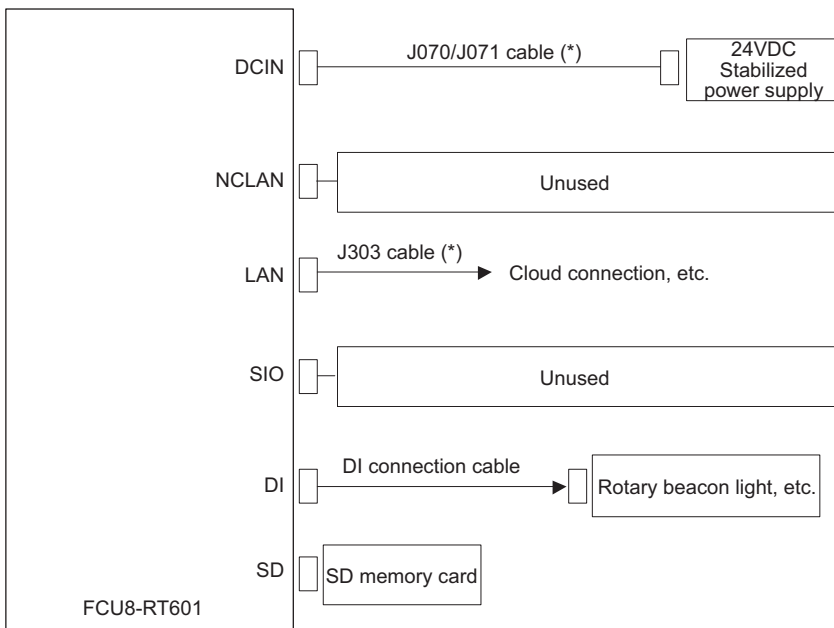 DCIN
J070/J071 cable (*)
24VDC
Stabilized
power supply
NCLAN
Unused
J303 cable (*)
LAN
Cloud connection, etc.
SIO
Unused
DI connection cable
DI
Rotary beacon light, etc.
SD
SD memory card
FCU8-RT601